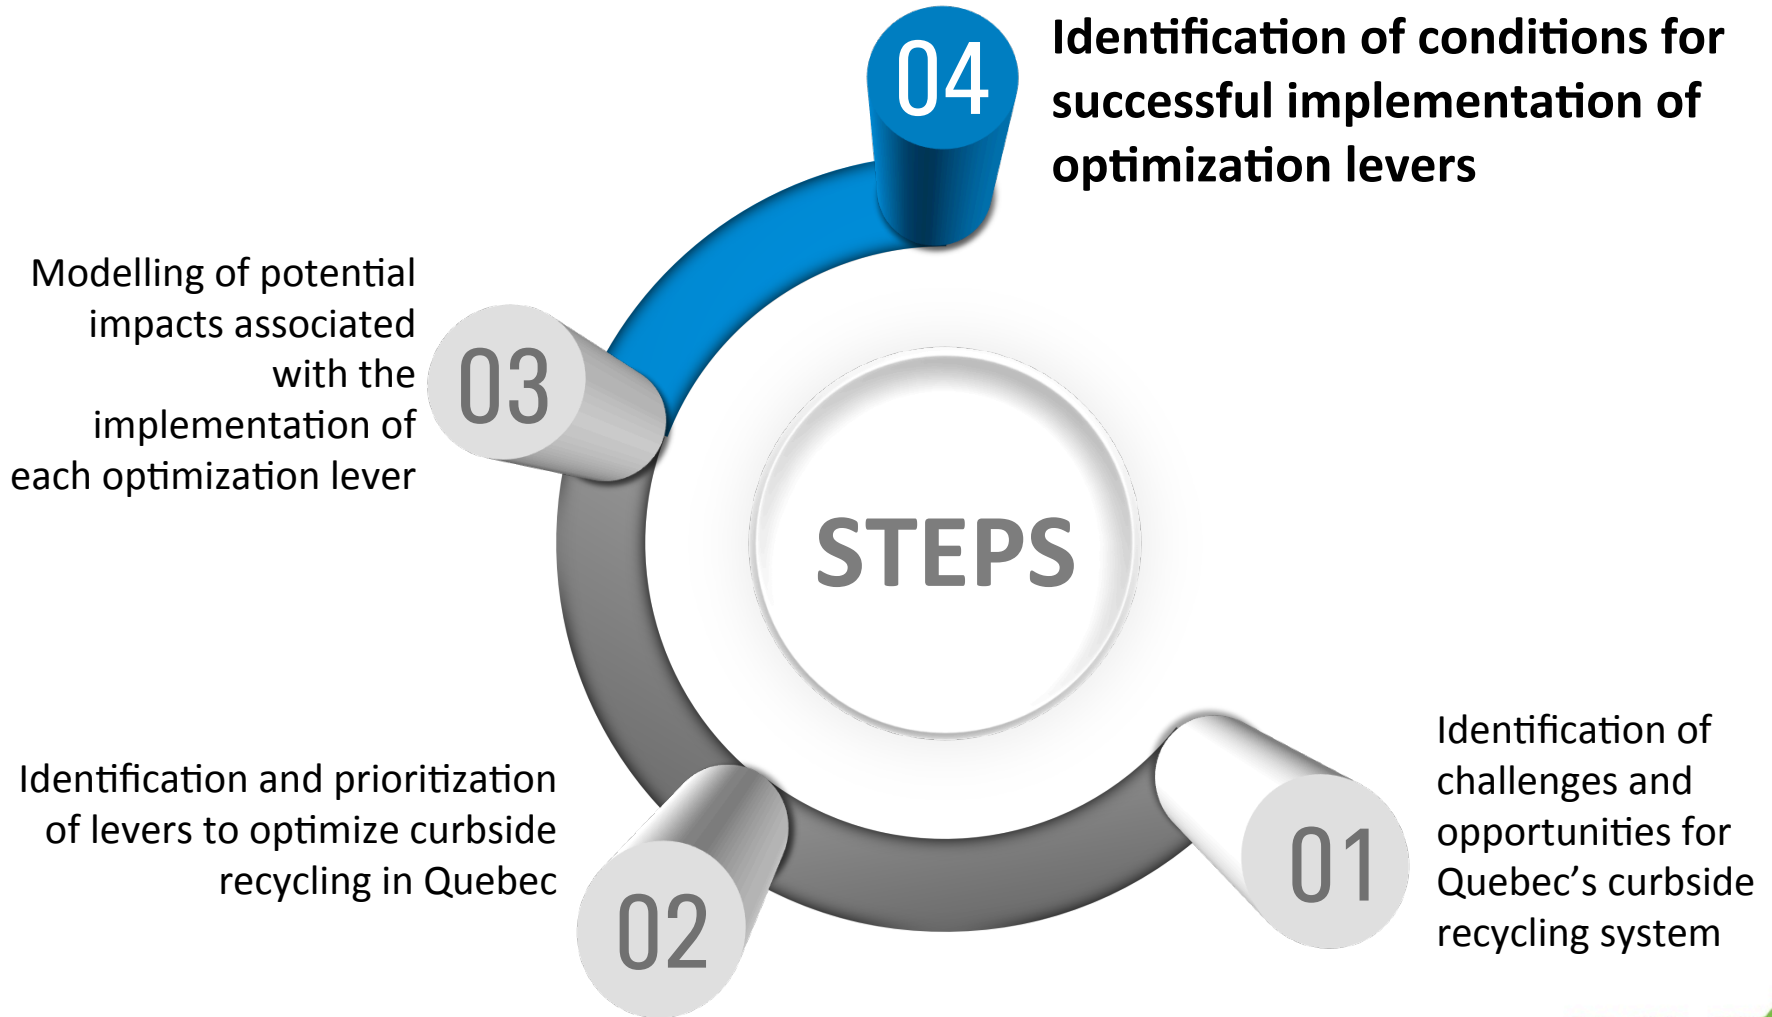 04
Identification of conditions for
successful implementation of
optimization levers
Modelling of potential
impacts associated
with the
implementation of
each optimization lever
03
STEPS
Identification and prioritization
of levers to optimize curbside
recycling in Quebec
02
01
Identification of
challenges and
opportunities for
Quebec’s curbside
recycling system